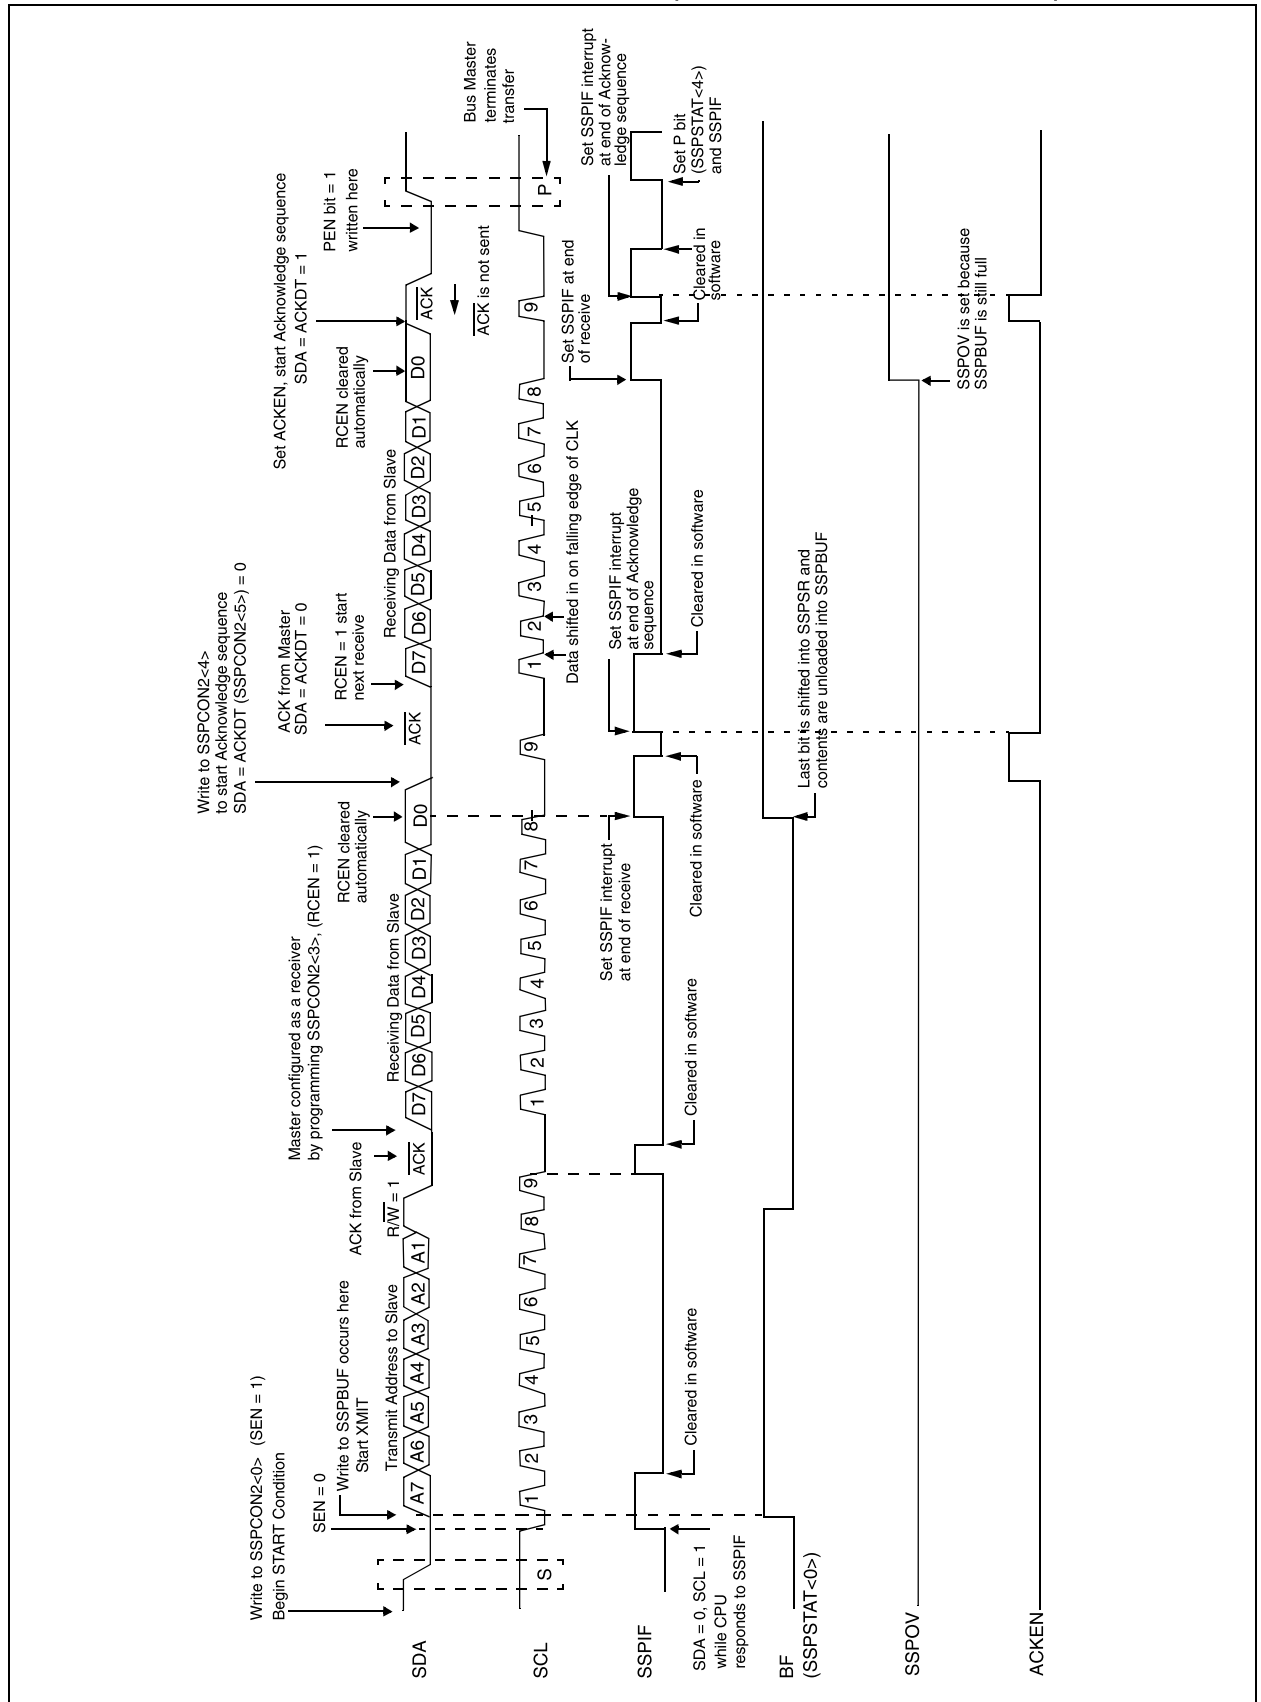 Write to SSPCON2<0> (SEN = 1)
Begin START Condition
SEN = 0
Write to SSPBUF occurs here
Start XMIT
Transmit Address to Slave
R/W = 1
ACK from Slave
Master configured as a receiver
by programming SSPCON2<3>, (RCEN = 1)
Receiving Data from Slave
RCEN cleared
automatically
Write to SSPCON2<4>
to start Acknowledge sequence
SDA = ACKDT (SSPCON2<5>) = 0
ACK from Master
SDA = ACKDT = 0
RCEN = 1 start
next receive
Receiving Data from Slave
RCEN cleared
automatically
Set ACKEN, start Acknowledge sequence
SDA = ACKDT = 1
PEN bit = 1
written here
SDA
A7 A6 A5 A4 A3 A2 A1 ACK D7 D6 D5 D4 D3 D2 D1 D0 ACK D7 D6 D5 D4 D3 D2 D1 D0 ACK
ACK is not sent
Bus Master
terminates
transfer
SCL
S 1 2 3 4 5 6 7 8 9 1 2 3 4 5 6 7 8 9 1 2 3 4 5 6 7 8 9 P
Data shifted in on falling edge of CLK
Set SSPIF at end
of receive
Set SSPIF interrupt
at end of Acknow-
ledge sequence
Set SSPIF interrupt
at end of receive
Set SSPIF interrupt
at end of Acknowledge
sequence
SSPIF
SDA = 0, SCL = 1
while CPU
responds to SSPIF
Cleared in software
Cleared in software
Cleared in software
Cleared in software
Cleared in
software
Set P bit
(SSPSTAT<4>)
and SSPIF
BF
(SSPSTAT<0>)
Last bit is shifted into SSPSR and
contents are unloaded into SSPBUF
SSPOV
SSPOV is set because
SSPBUF is still full
ACKEN